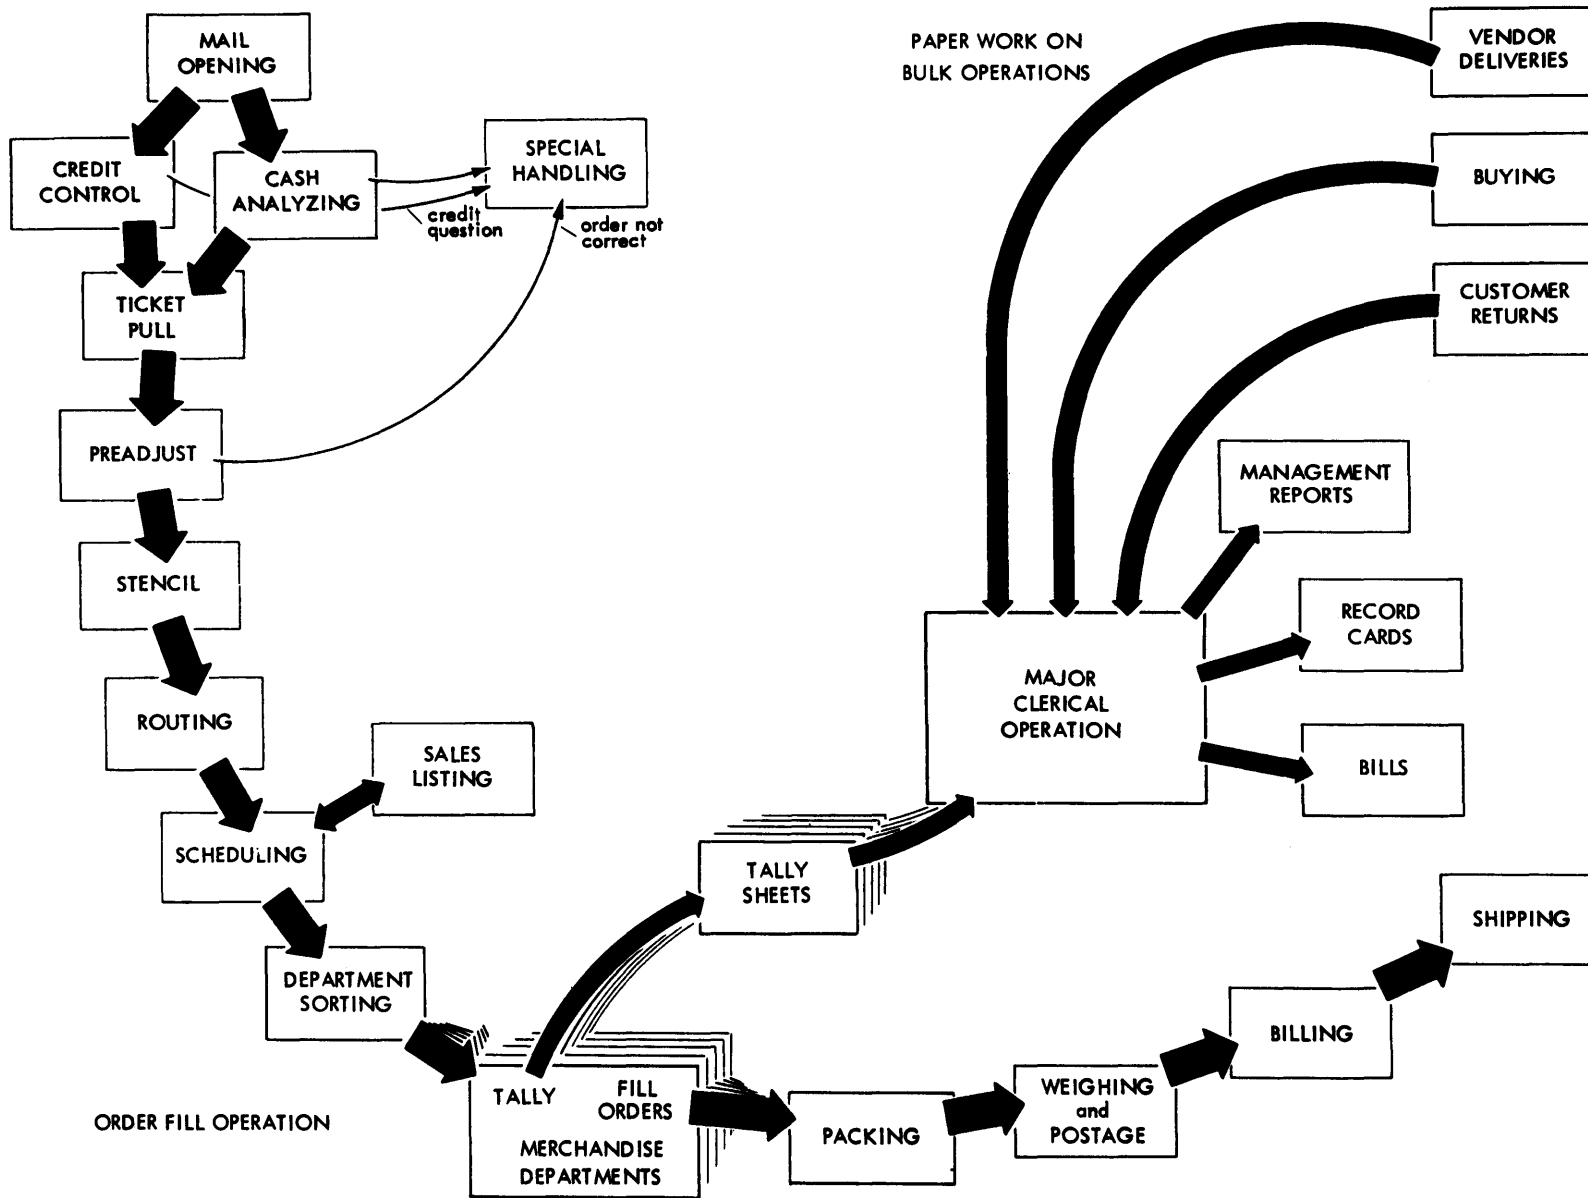 MAIL
OPENING
PAPER WORK ON
BULK OPERATIONS
VENDOR
DELIVERIES
CREDIT
CONTROL
CASH
ANALYZING
SPECIAL
HANDLING
credit
question
order not
correct
BUYING
TICKET
PULL
CUSTOMER
RETURNS
PREADJUST
MANAGEMENT
REPORTS
STENCIL
RECORD
CARDS
ROUTING
MAJOR
CLERICAL
OPERATION
SALES
LISTING
BILLS
SCHEDULING
TALLY
SHEETS
DEPARTMENT
SORTING
SHIPPING
BILLING
TALLY
FILL
ORDERS
MERCHANDISE
DEPARTMENTS
PACKING
WEIGHING
and
POSTAGE
ORDER FILL OPERATION